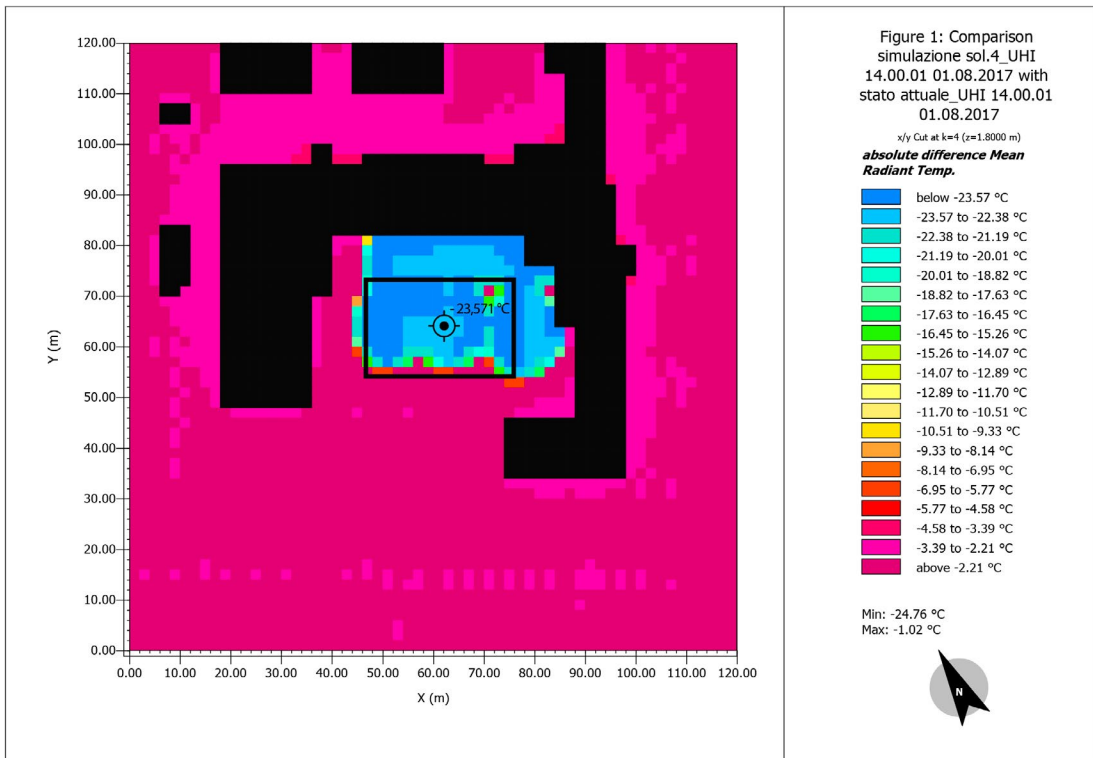 Figure 1: Comparison
simulazione sol.4_UHI
14.00.01 01.08.2017 with
stato attuale_UHI 14.00.01
01.08.2017
x/y Cut at k=4 (z=1.8000 m)
absolute difference Mean
Radiant Temp.
below -23.57 °C
-23.57 to -22.38 °C
-22.38 to -21.19 °C
-21.19 to -20.01 °C
-20.01 to -18.82 °C
-18.82 to -17.63 °C
-17.63 to -16.45 °C
-16.45 to -15.26 °C
-15.26 to -14.07 °C
-14.07 to -12.89 °C
-12.89 to -11.70 °C
-11.70 to -10.51 °C
-10.51 to -9.33 °C
-9.33 to -8.14 °C
-8.14 to -6.95 °C
-6.95 to -5.77 °C
-5.77 to -4.58 °C
-4.58 to -3.39 °C
-3.39 to -2.21 °C
above -2.21 °C
Min: -24.76 °C
Max: -1.02 °C
N
120.00
110.00
100.00
90.00
80.00
70.00
60.00
50.00
40.00
30.00
20.00
10.00
0.00
Y (m)
-23,571 °C
0.00 10.00 20.00 30.00 40.00 50.00 60.00 70.00 80.00 90.00 100.00 110.00 120.00
X (m)